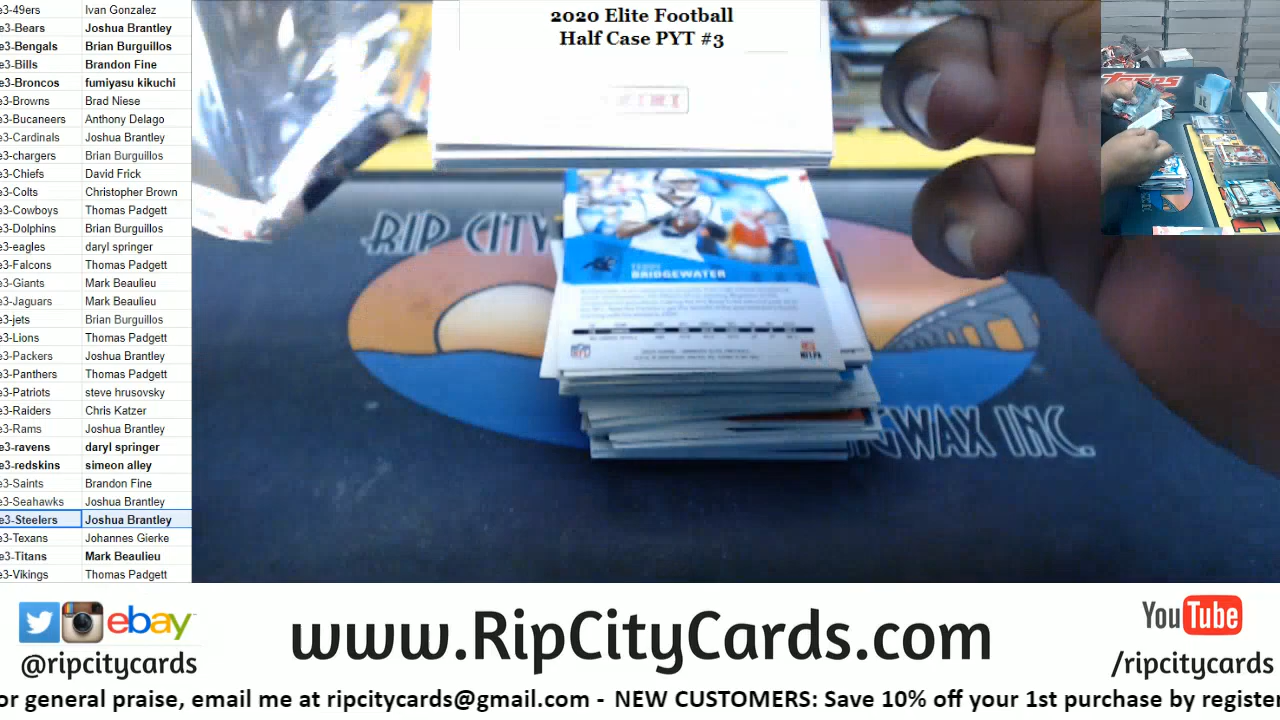 e3-49ers Ivan Gonzalez
e3-Bears Joshua Brantley
e3-Bengals Brian Burguillos
e3-Bills Brandon Fine
e3-Broncos fumiyasu kikuchi
e3-Browns Brad Niese
e3-Bucaneers Anthony Delago
e3-Cardinals Joshua Brantley
e3-chargers Brian Burguillos
e3-Chiefs David Frick
e3-Colts Christopher Brown
e3-Cowboys Thomas Padgett
e3-Dolphins Brian Burguillos
e3-eagles daryl springer
e3-Falcons Thomas Padgett
e3-Giants Mark Beaulieu
e3-Jaguars Mark Beaulieu
e3-jets Brian Burguillos
e3-Lions Thomas Padgett
e3-Packers Joshua Brantley
e3-Panthers Thomas Padgett
e3-Patriots steve hrusovsky
e3-Raiders Chris Katzer
e3-Rams Joshua Brantley
e3-ravens daryl springer
e3-redskins simeon alley
e3-Saints Brandon Fine
e3-Seahawks Joshua Brantley
e3-Steelers Joshua Brantley
e3-Texans Johannes Gierke
e3-Titans Mark Beaulieu
e3-Vikings Thomas Padgett
2020 Elite Football
Half Case PYT #3
PANINI
RIP CITY
TEDDY
BRIDGEWATER
WAX INC.
Topps
ebay
@ripcitycards
www.RipCityCards.com
YouTube
/ripcitycards
or general praise, email me at ripcitycards@gmail.com - NEW CUSTOMERS: Save 10% off your 1st purchase by register